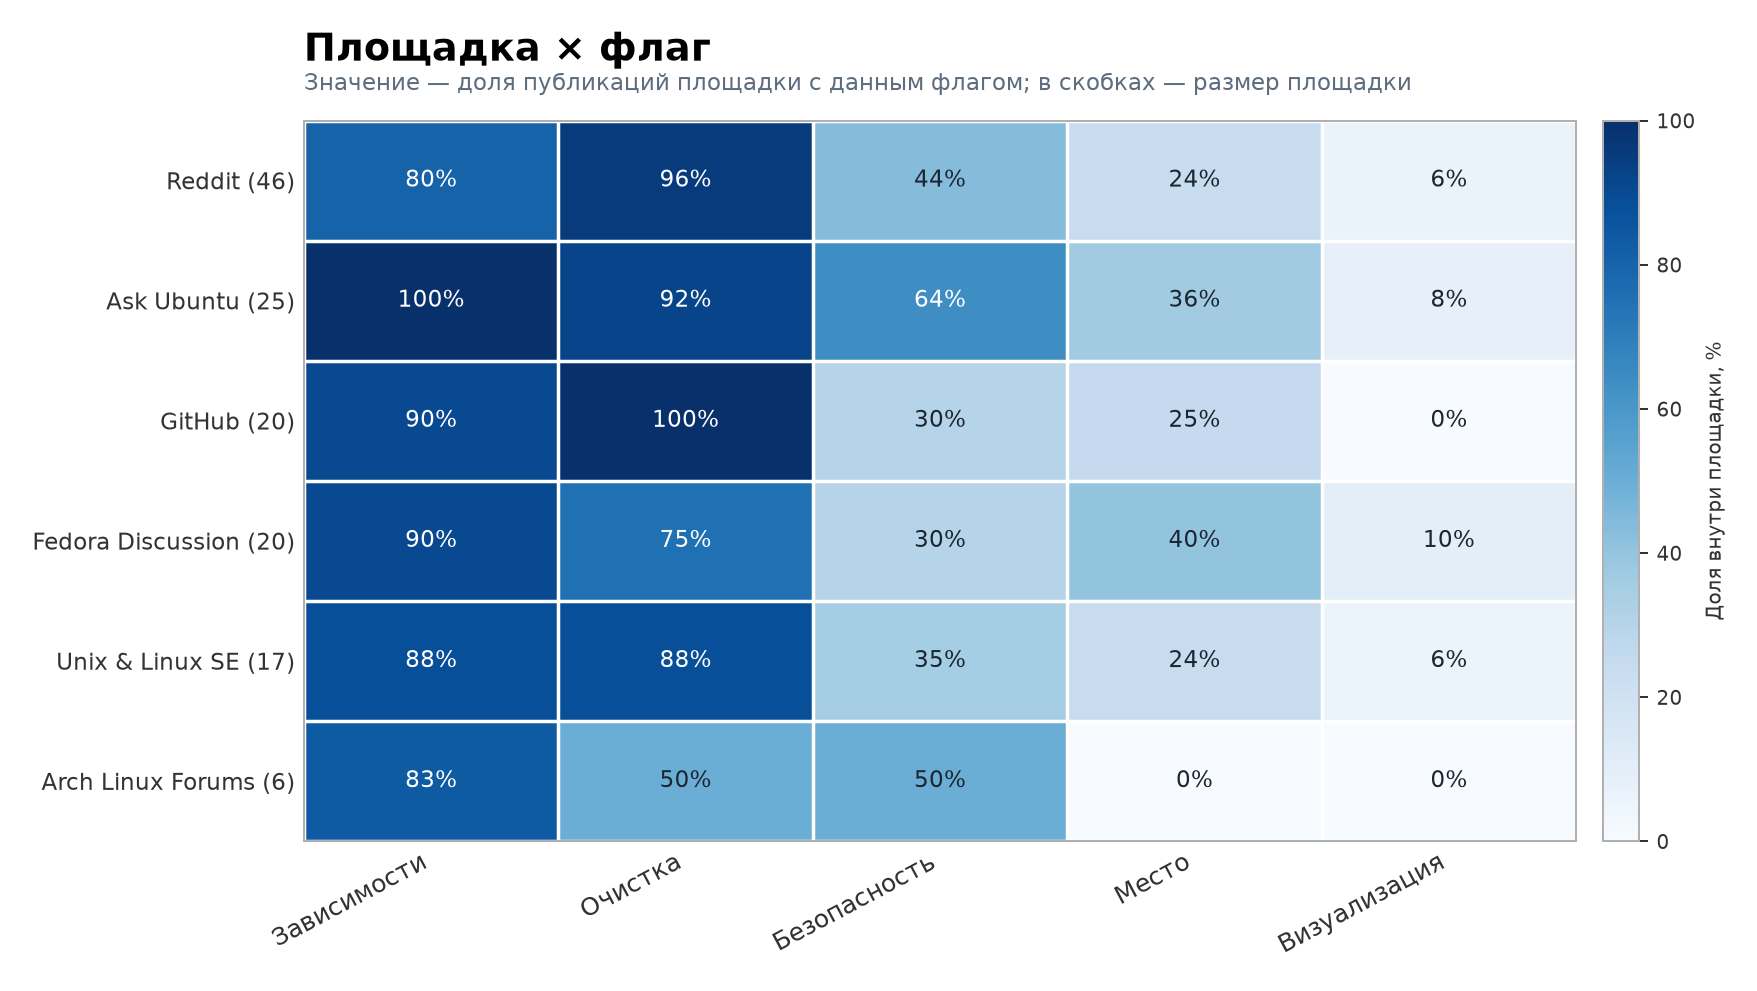 Площадка × флаг
Значение — доля публикаций площадки с данным флагом; в скобках — размер площадки
Reddit (46) 80% 96% 44% 24% 6%
Ask Ubuntu (25) 100% 92% 64% 36% 8%
GitHub (20) 90% 100% 30% 25% 0%
Fedora Discussion (20) 90% 75% 30% 40% 10%
Unix & Linux SE (17) 88% 88% 35% 24% 6%
Arch Linux Forums (6) 83% 50% 50% 0% 0%
Зависимости Очистка Безопасность Место Визуализация
100
80
60
40
20
0
Доля внутри площадки, %